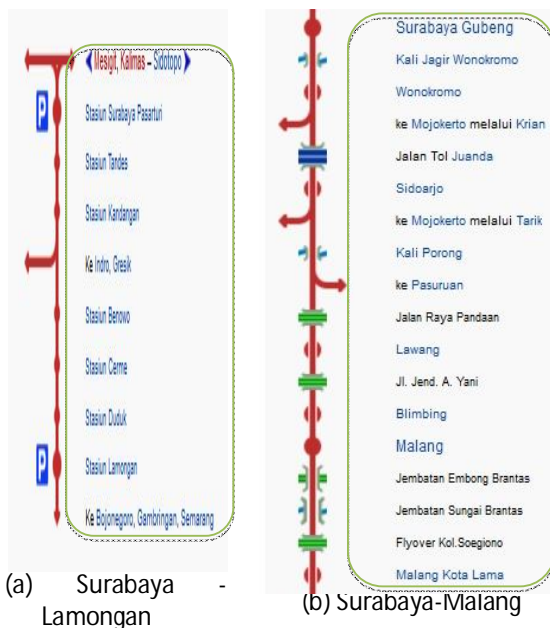 Mesigit, Kalimas – Sidotopo
P
Stasiun Surabaya Pasarturi
Stasiun Tandes
Stasiun Kandangan
Ke Indro, Gresik
Stasiun Benowo
Stasiun Cerme
Stasiun Duduk
P
Stasiun Lamongan
Ke Bojonegoro, Gambringan, Semarang
(a) Surabaya -
Lamongan
Surabaya Gubeng
Kali Jagir Wonokromo
Wonokromo
ke Mojokerto melalui Krian
Jalan Tol Juanda
Sidoarjo
ke Mojokerto melalui Tarik
Kali Porong
ke Pasuruan
Jalan Raya Pandaan
Lawang
Jl. Jend. A. Yani
Blimbing
Malang
Jembatan Embong Brantas
Jembatan Sungai Brantas
Flyover Kol.Soegiono
Malang Kota Lama
(b) Surabaya-Malang